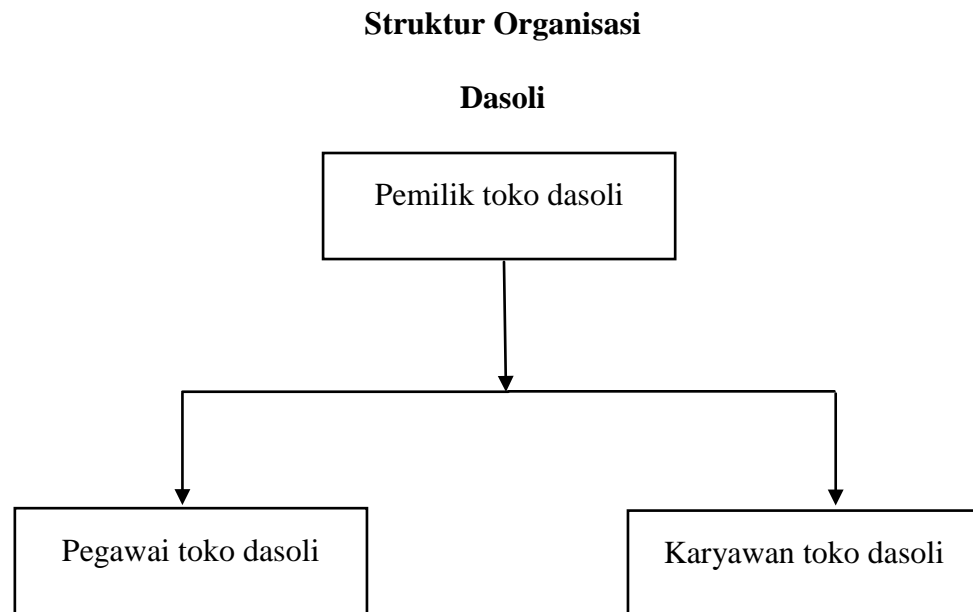 Struktur Organisasi
Dasoli
Pemilik toko dasoli
Pegawai toko dasoli
Karyawan toko dasoli